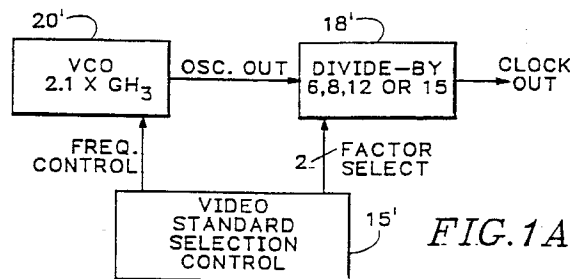 20'
18'
VCO
2.1 X GH3
OSC. OUT
DIVIDE-BY
6,8,12 OR 15
CLOCK
OUT
FREQ.
CONTROL
2
FACTOR
SELECT
VIDEO
STANDARD
SELECTION
CONTROL
15'
FIG.1A